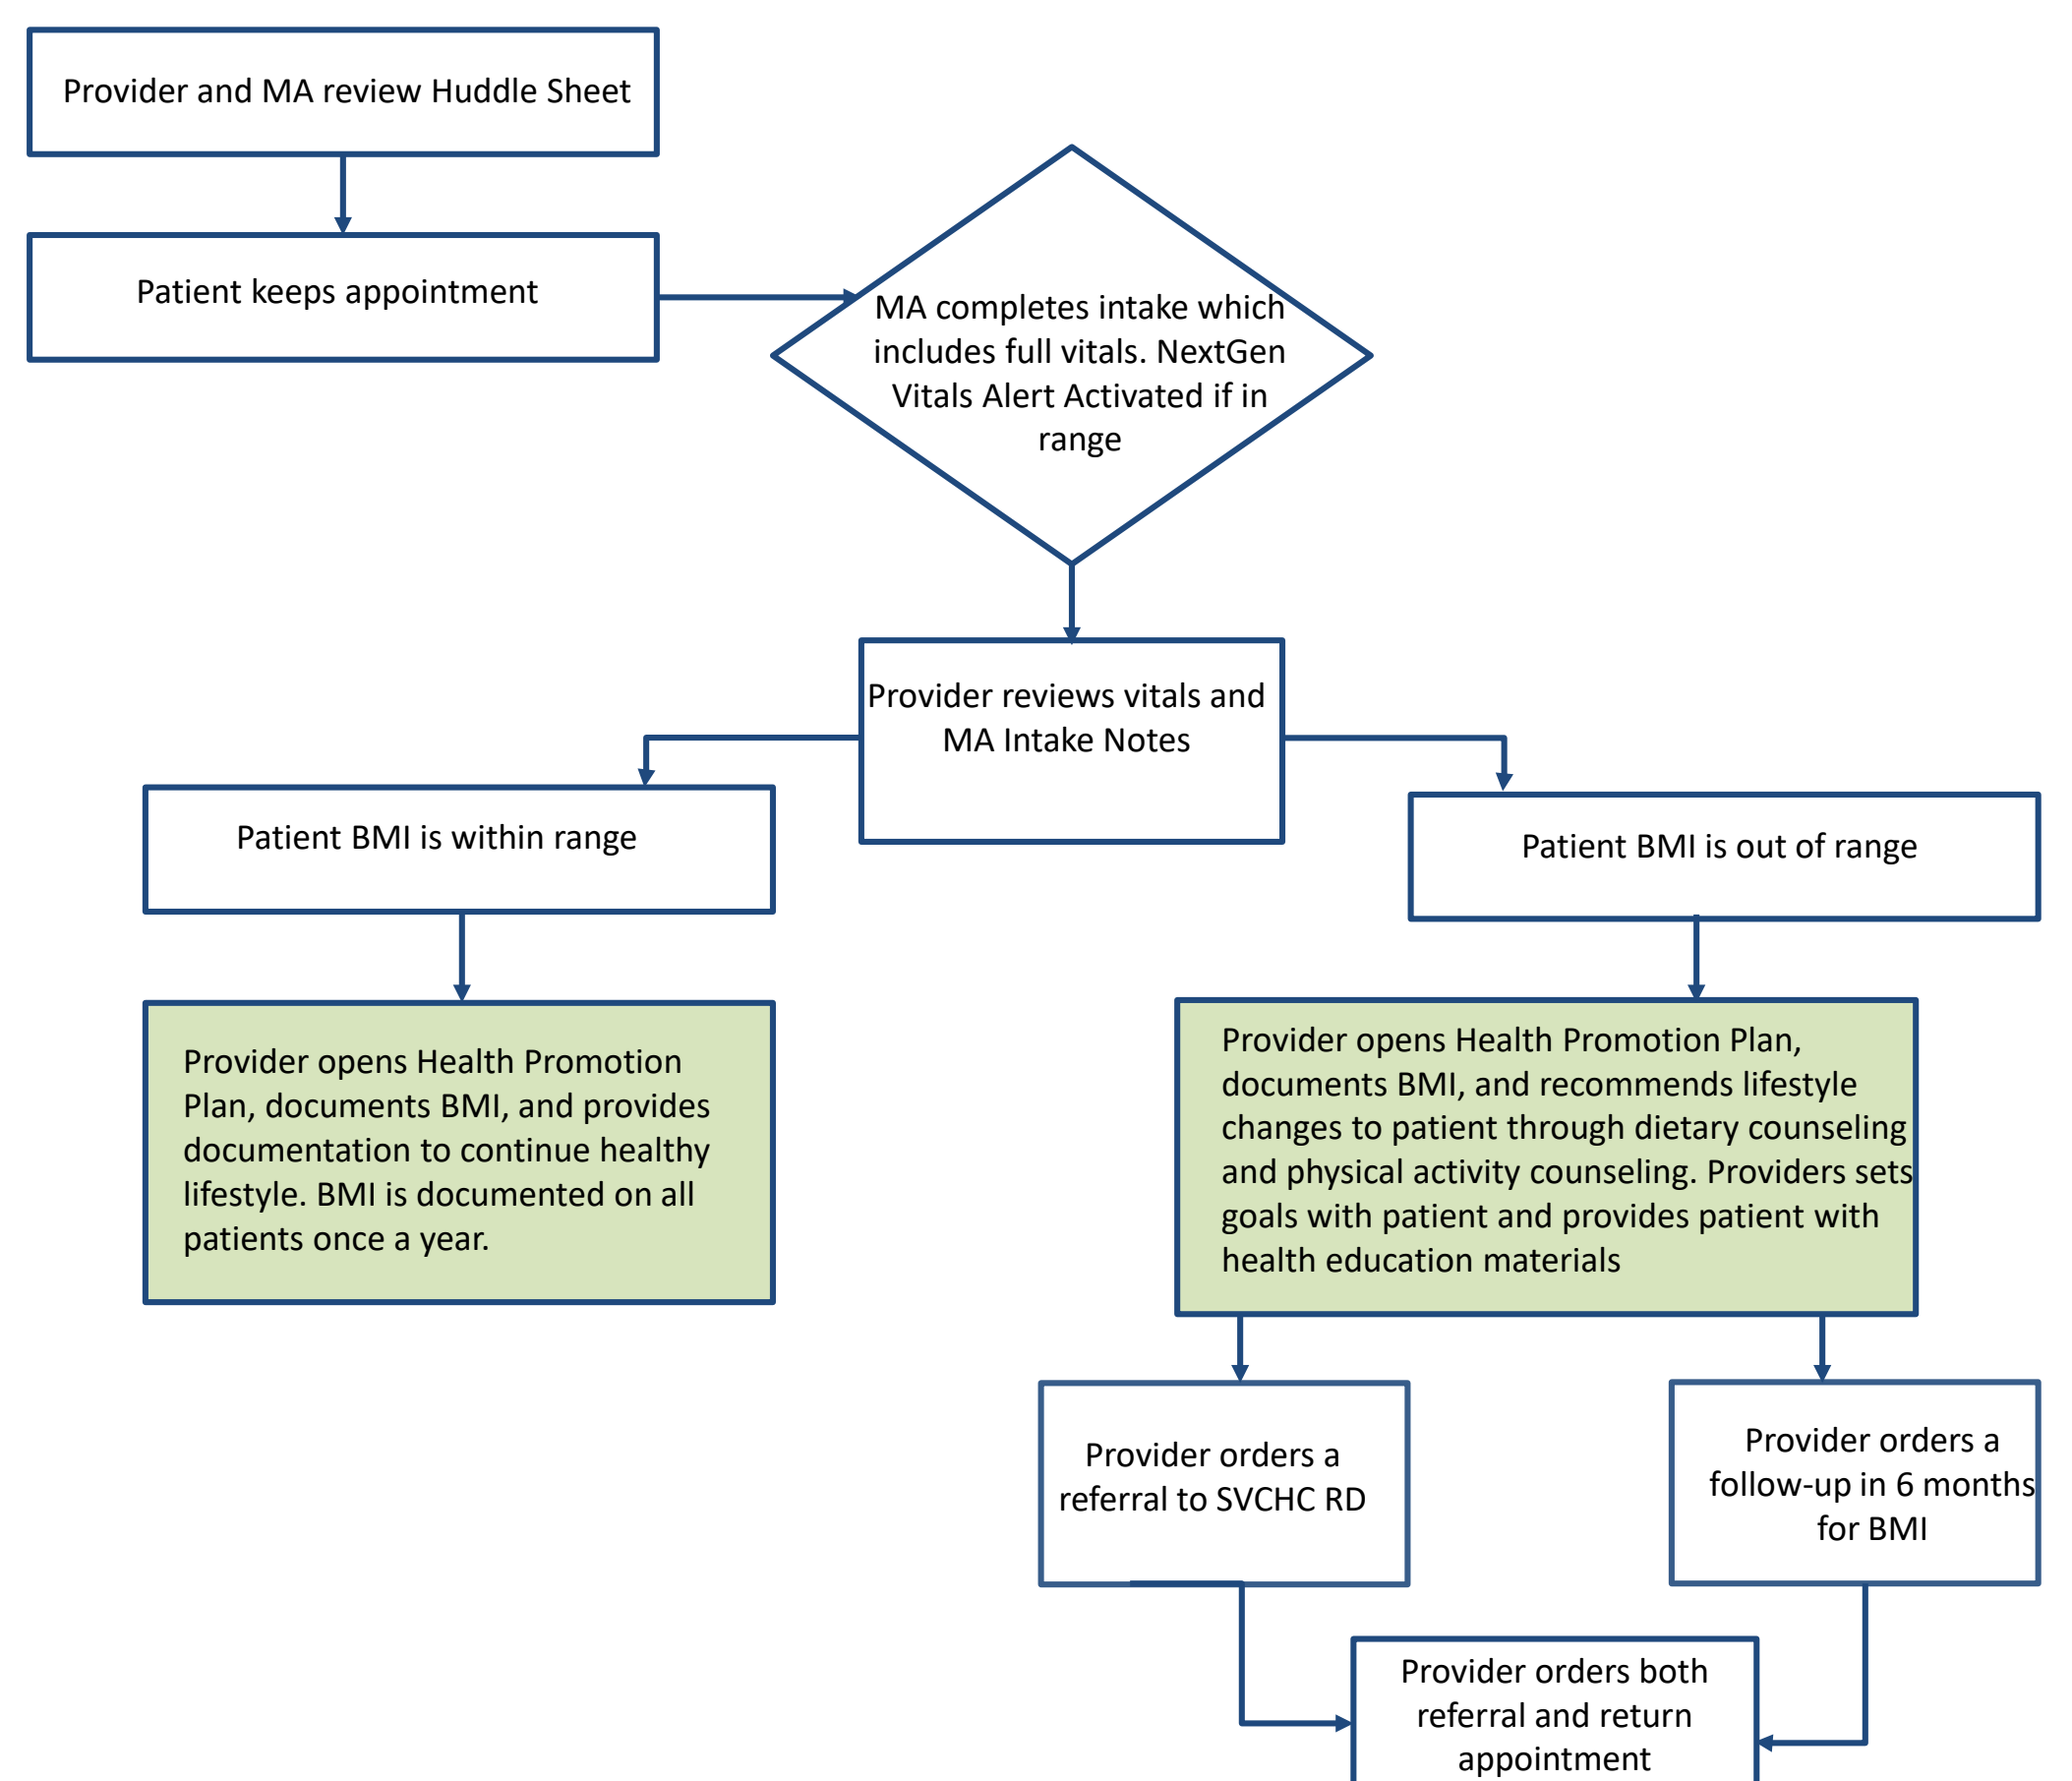 Provider and MA review Huddle Sheet
Patient keeps appointment
MA completes intake which
includes full vitals. NextGen
Vitals Alert Activated if in
range
Provider reviews vitals and
MA Intake Notes
Patient BMI is within range
Patient BMI is out of range
Provider opens Health Promotion
Plan, documents BMI, and provides
documentation to continue healthy
lifestyle. BMI is documented on all
patients once a year.
Provider opens Health Promotion Plan,
documents BMI, and recommends lifestyle
changes to patient through dietary counseling
and physical activity counseling. Providers sets
goals with patient and provides patient with
health education materials
Provider orders a
referral to SVCHC RD
Provider orders a
follow-up in 6 months
for BMI
Provider orders both
referral and return
appointment